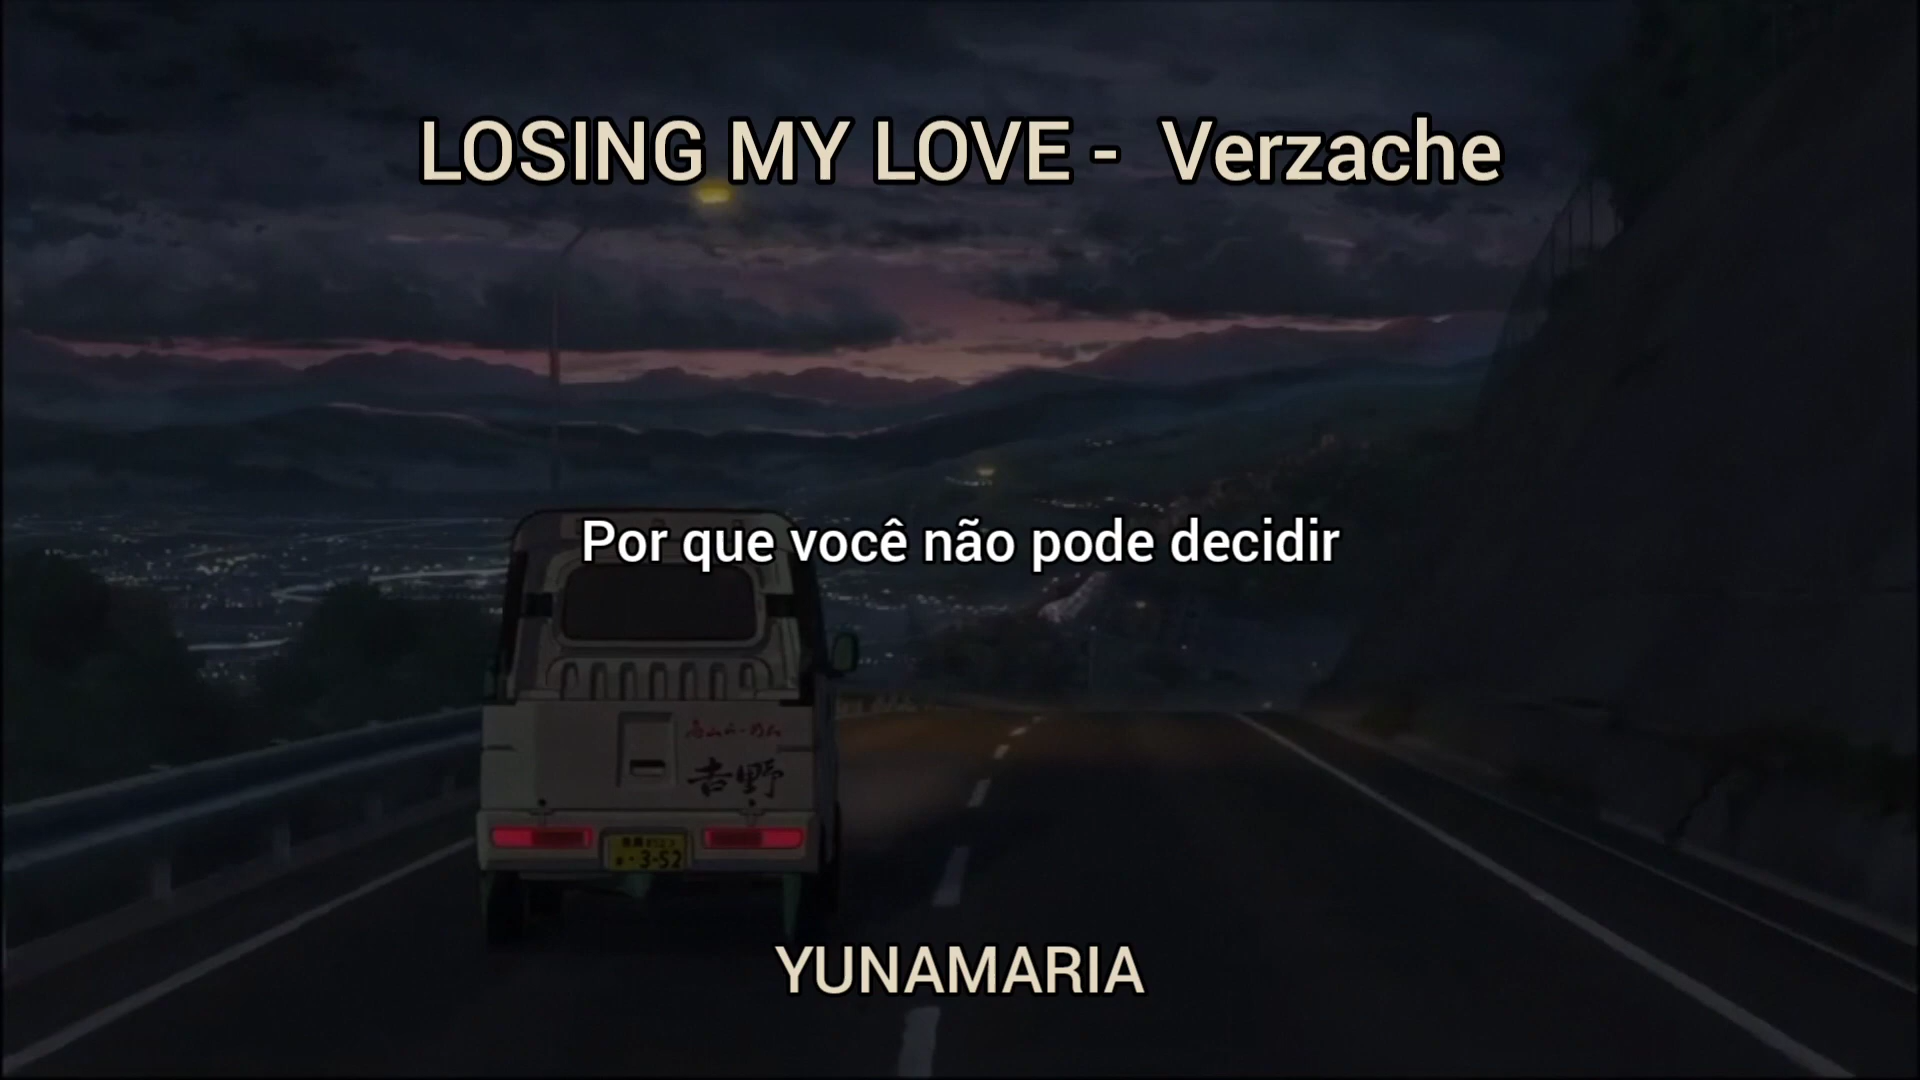 LOSING MY LOVE - Verzache
Por que você não pode decidir
吉野
3-52
YUNAMARIA